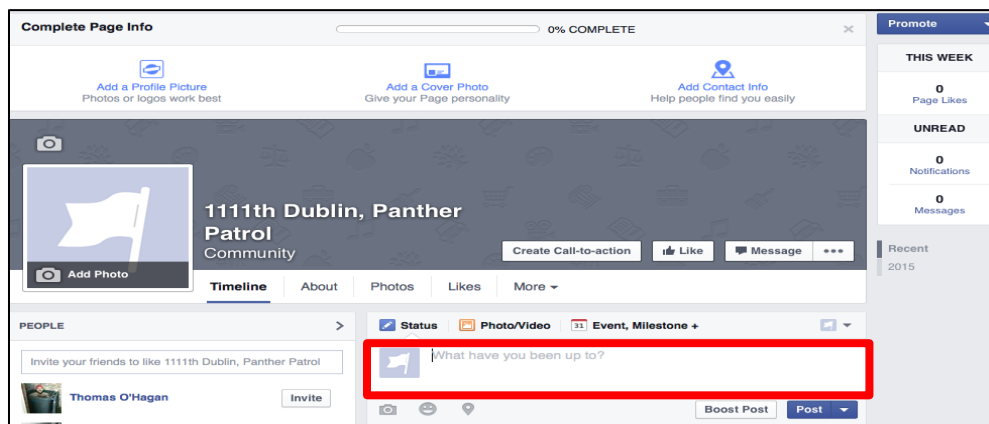 Complete Page Info
0% COMPLETE
Add a Profile Picture
Photos or logos work best
Add a Cover Photo
Give your Page personality
Add Contact Info
Help people find you easily
1111th Dublin, Panther
Patrol
Community
Add Photo
Create Call-to-action
Like
Message
Timeline About Photos Likes More
PEOPLE
Invite your friends to like 1111th Dublin, Panther Patrol
Thomas O'Hagan Invite
Status Photo/Video 31 Event, Milestone +
What have you been up to?
Boost Post Post
Promote
THIS WEEK
0
Page Likes
UNREAD
0
Notifications
0
Messages
Recent
2015